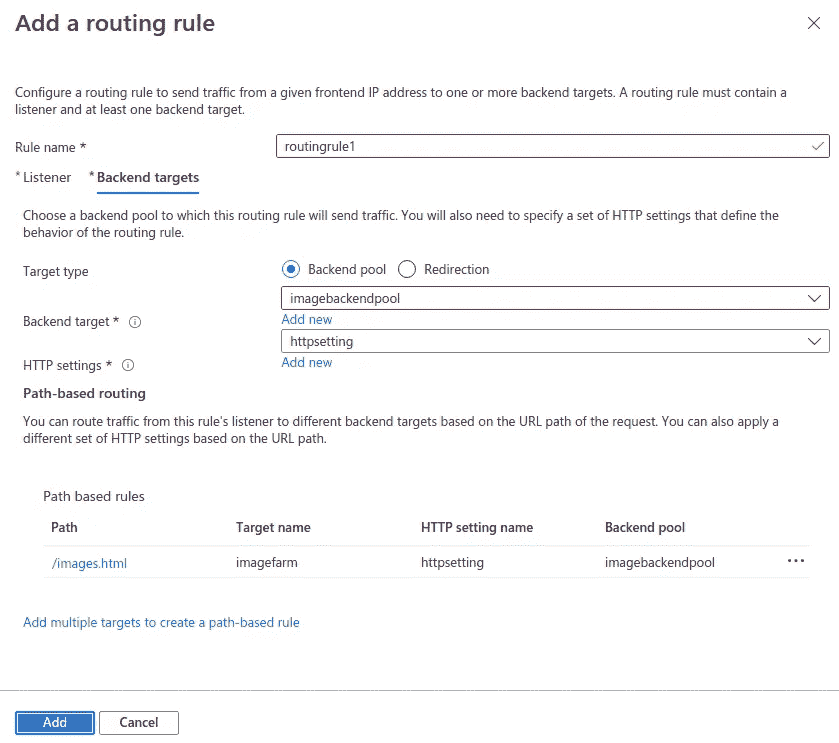 Add a routing rule
Configure a routing rule to send traffic from a given frontend IP address to one or more backend targets. A routing rule must contain a
listener and at least one backend target.
Rule name *
routingrule1
* Listener
* Backend targets
Choose a backend pool to which this routing rule will send traffic. You will also need to specify a set of HTTP settings that define the
behavior of the routing rule.
Target type
Backend pool
Redirection
imagebackendpool
Backend target *
Add new
httpsetting
HTTP settings *
Add new
Path-based routing
You can route traffic from this rule's listener to different backend targets based on the URL path of the request. You can also apply a
different set of HTTP settings based on the URL path.
Path based rules
Path Target name HTTP setting name Backend pool
/images.html imagefarm httpsetting imagebackendpool
Add multiple targets to create a path-based rule
Add Cancel